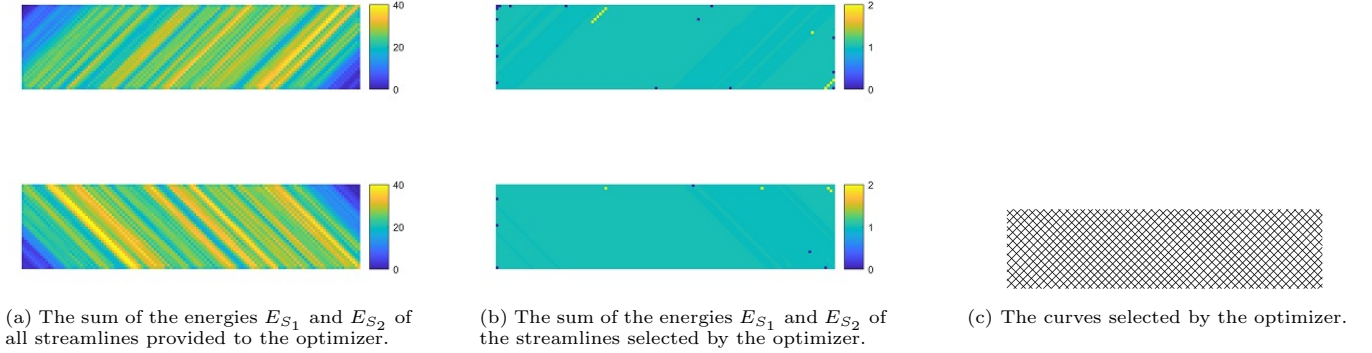 40
20
0
2
1
0
40
20
0
2
1
0
(a) The sum of the energies E_{S_1} and E_{S_2} of
all streamlines provided to the optimizer.
(b) The sum of the energies E_{S_1} and E_{S_2} of
the streamlines selected by the optimizer.
(c) The curves selected by the optimizer.